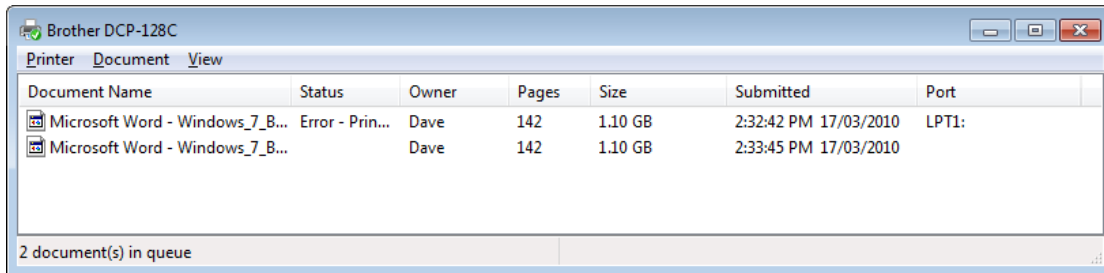 Brother DCP-128C
Printer Document View
Document Name Status Owner Pages Size Submitted Port
Microsoft Word - Windows_7_B... Error - Prin... Dave 142 1.10 GB 2:32:42 PM 17/03/2010 LPT1:
Microsoft Word - Windows_7_B... Dave 142 1.10 GB 2:33:45 PM 17/03/2010
2 document(s) in queue